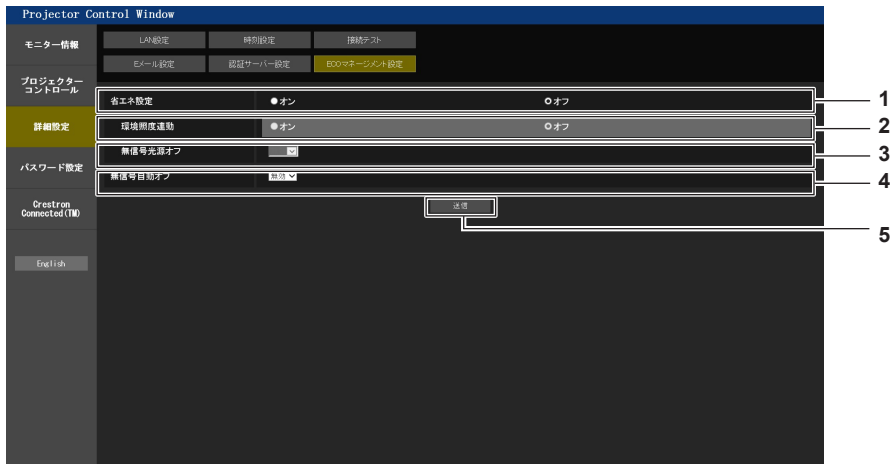 Projector Control Window
モニター情報
プロジェクター
コントロール
詳細設定
パスワード設定
Crestron
Connected(TM)
English
LAN設定 時刻設定 接続テスト
Eメール設定 認証サーバー設定 ECOマネージメント設定
省エネ設定 オン オフ 1
環境照度連動 オン オフ 2
無信号光源オフ 3
無信号自動オフ 無効 4
送信
5